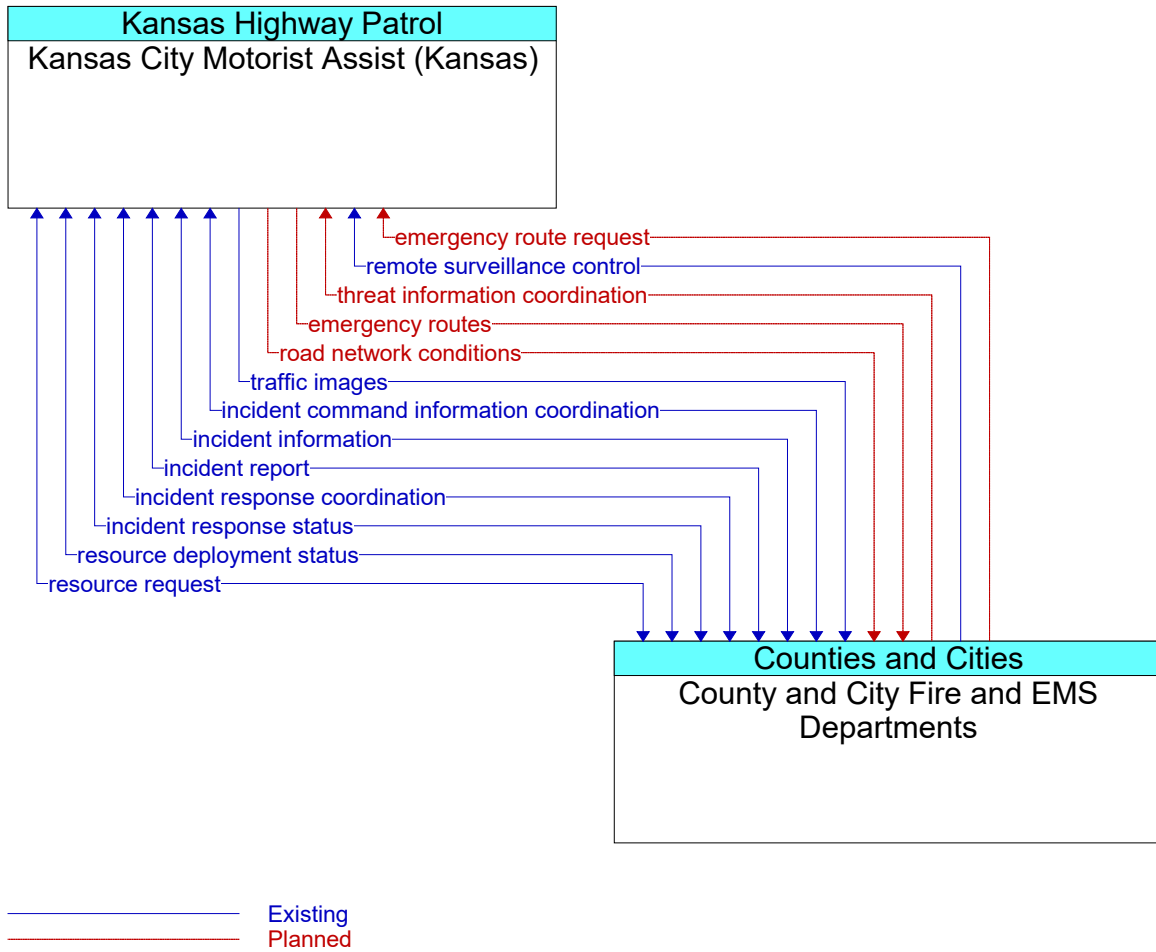 Kansas Highway Patrol
Kansas City Motorist Assist (Kansas)
emergency route request
remote surveillance control
threat information coordination
emergency routes
road network conditions
traffic images
incident command information coordination
incident information
incident report
incident response coordination
incident response status
resource deployment status
resource request
Counties and Cities
County and City Fire and EMS
Departments
Existing
Planned